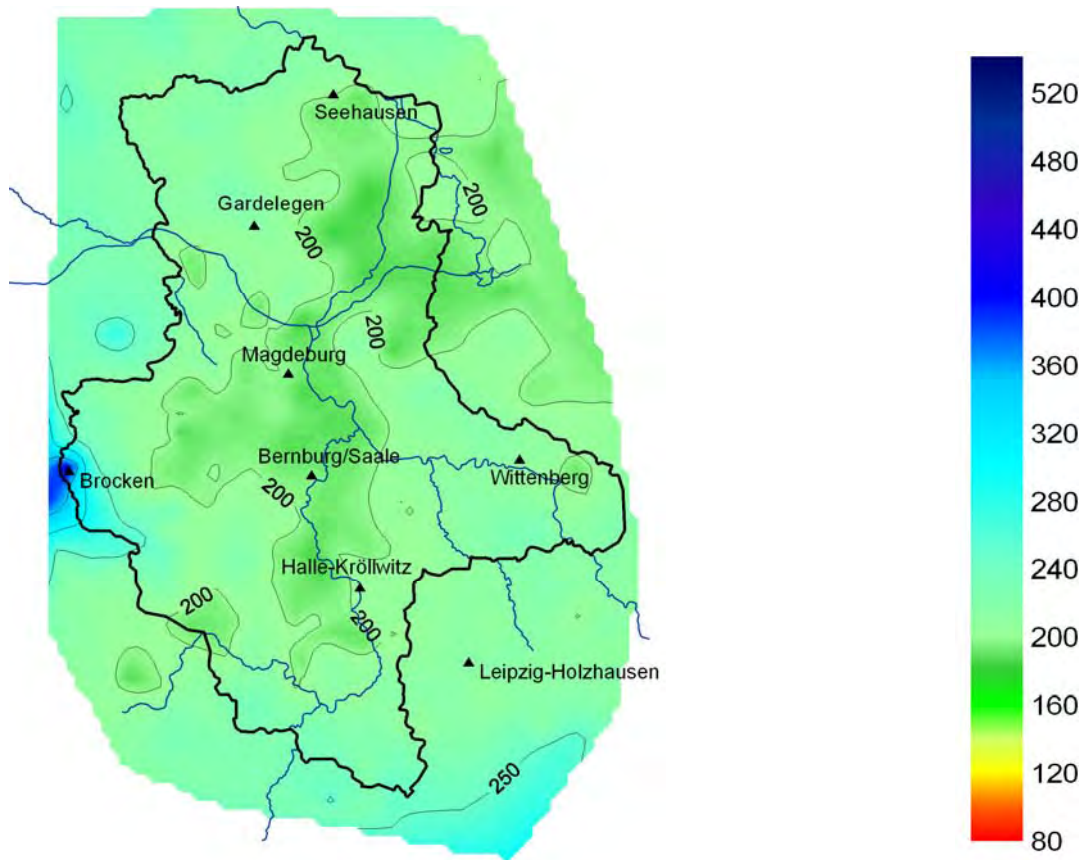 Seehausen
Gardelegen
200
200
200
Magdeburg
Bernburg/Saale
Brocken
200
Wittenberg
Halle-Kröllwitz
200
200
Leipzig-Holzhausen
250
520
480
440
400
360
320
280
240
200
160
120
80